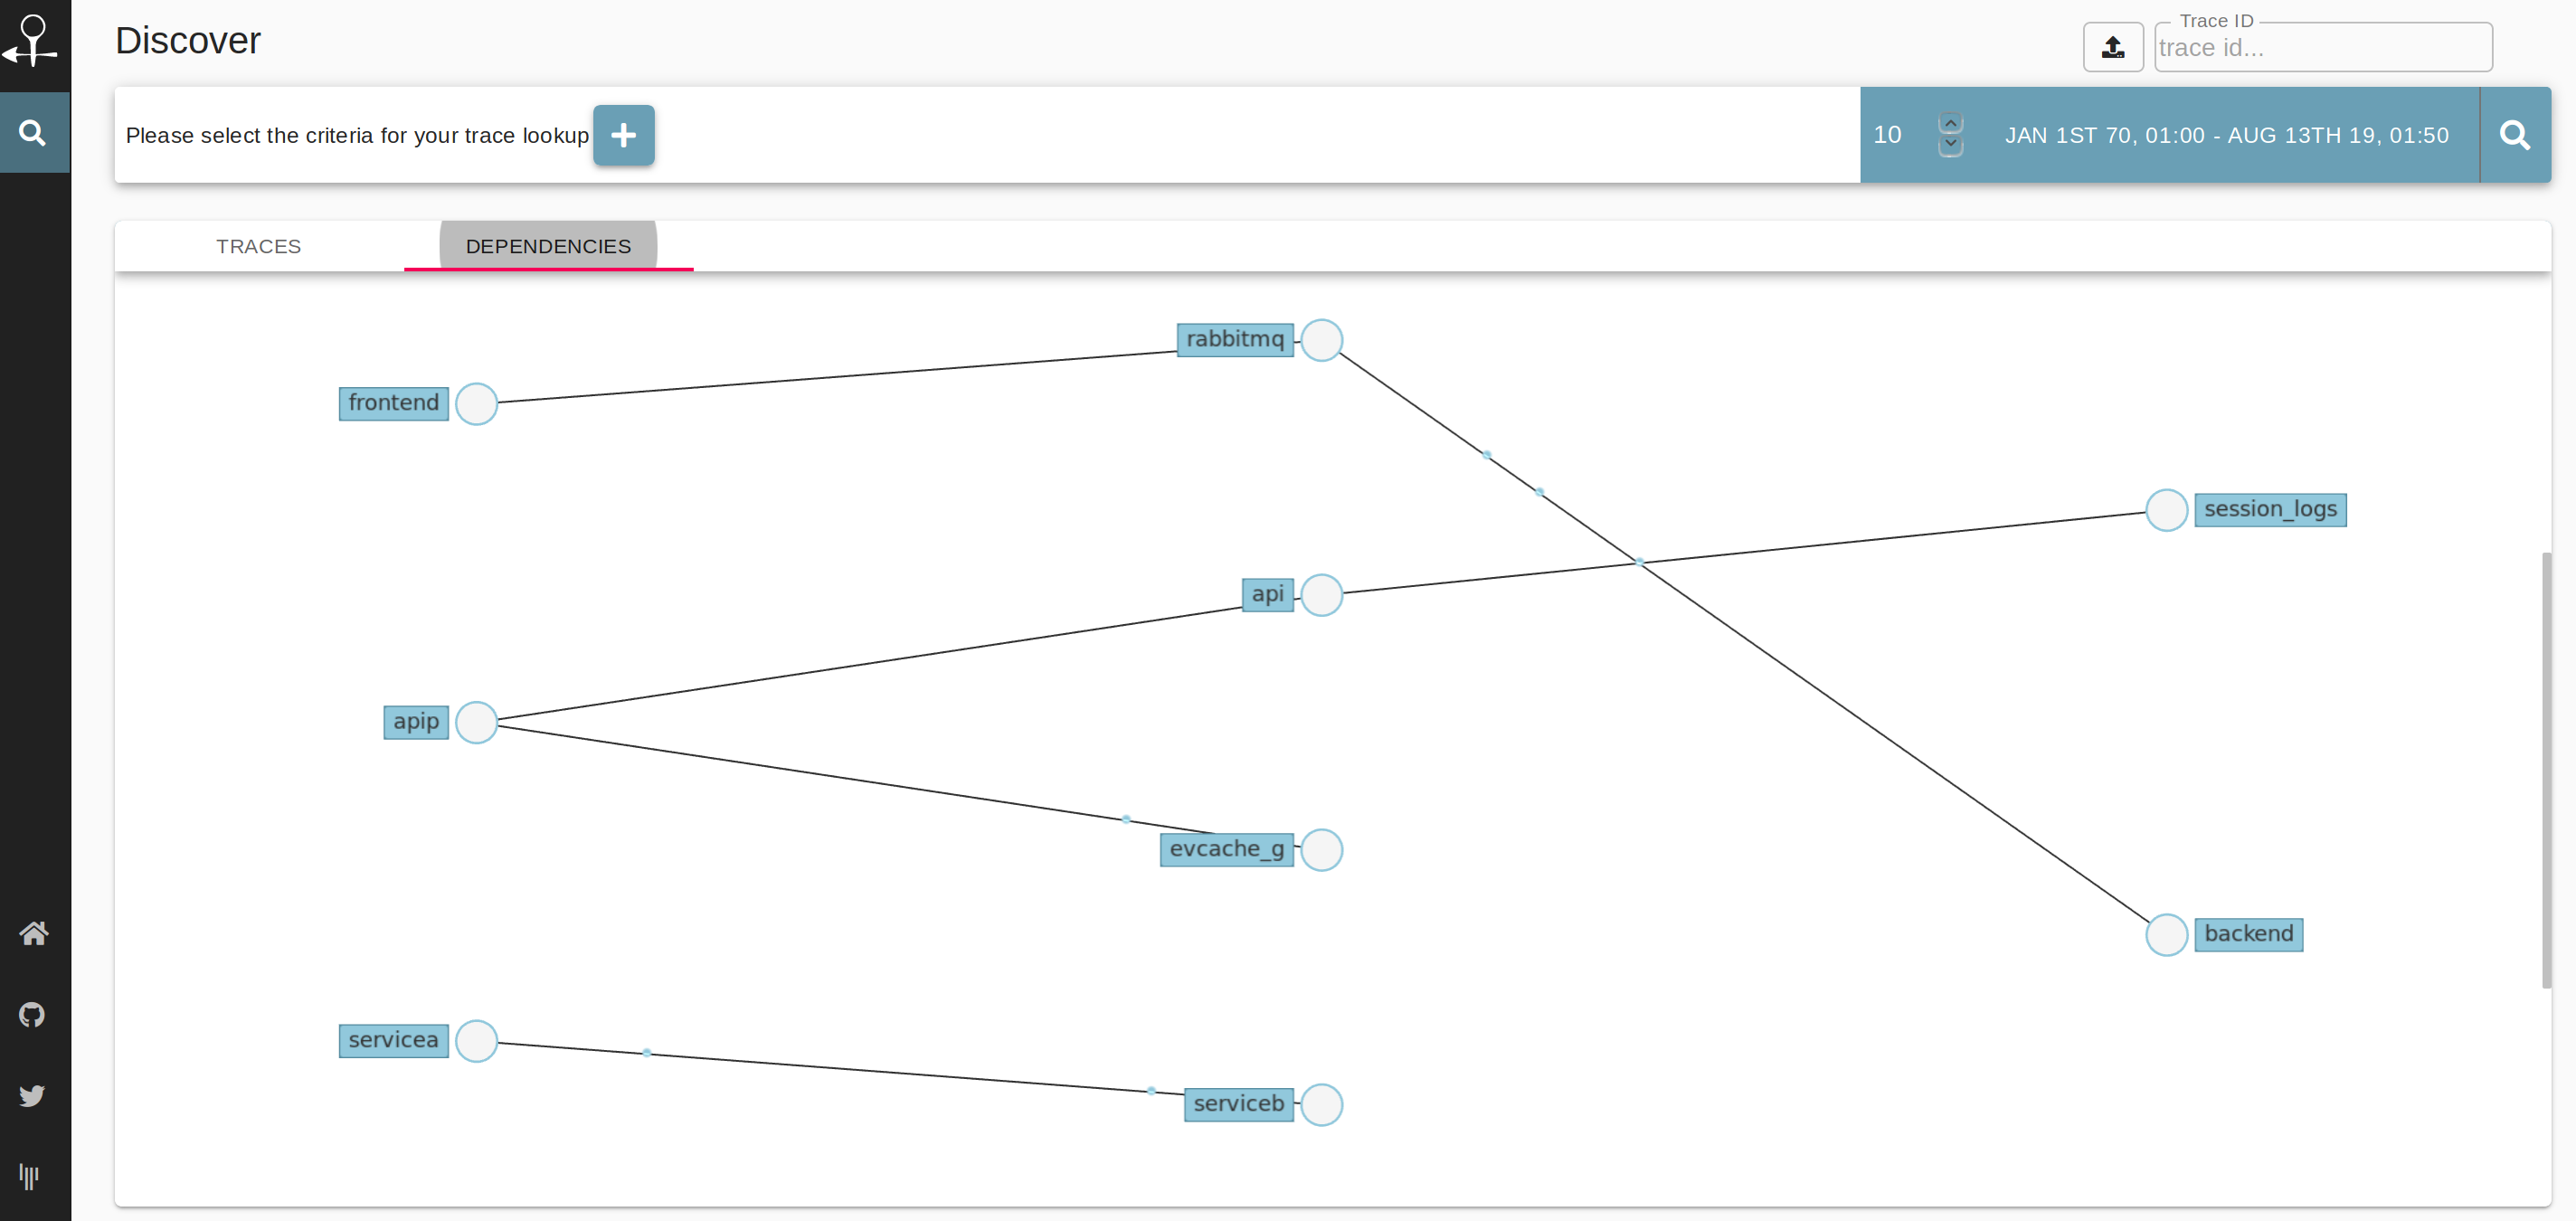 Discover
Trace ID
trace id...
Please select the criteria for your trace lookup
10
JAN 1ST 70, 01:00 - AUG 13TH 19, 01:50
TRACES
DEPENDENCIES
rabbitmq
frontend
session_logs
api
apip
evcache_g
backend
servicea
serviceb